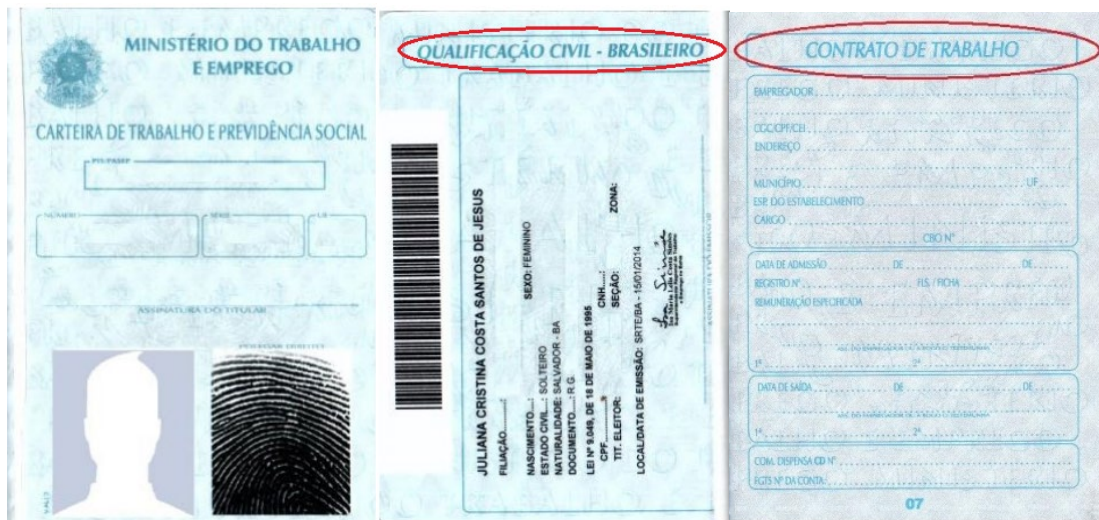 MINISTÉRIO DO TRABALHO
E EMPREGO
CARTEIRA DE TRABALHO E PREVIDÊNCIA SOCIAL
PIS/PASEP
NÚMERO SÉRIE UF
ASSINATURA DO TITULAR
POLEGAR DIREITO
QUALIFICAÇÃO CIVIL - BRASILEIRO
JULIANA CRISTINA COSTA SANTOS DE JESUS
FILIAÇÃO..........:
NASCIMENTO....: SEXO: FEMININO
ESTADO CIVIL...: SOLTEIRO
NATURALIDADE: SALVADOR - BA
DOCUMENTO.....: R.G.
LEI Nº 9.049, DE 18 DE MAIO DE 1995
CPF............: CNH.....:
TIT. ELEITOR: SEÇÃO: ZONA:
LOCAL/DATA DE EMISSÃO: SRTE/BA - 15/01/2014
CONTRATO DE TRABALHO
EMPREGADOR
CGC/CPF/CEI
ENDEREÇO
MUNICÍPIO UF
ESP. DO ESTABELECIMENTO
CARGO
CBO Nº
DATA DE ADMISSÃO DE DE
REGISTRO Nº FLS. / FICHA
REMUNERAÇÃO ESPECIFICADA
1ª 2ª
DATA DE SAÍDA DE DE
1ª 2ª
COM. DISPENSA CD Nº
FGTS Nº DA CONTA:
07